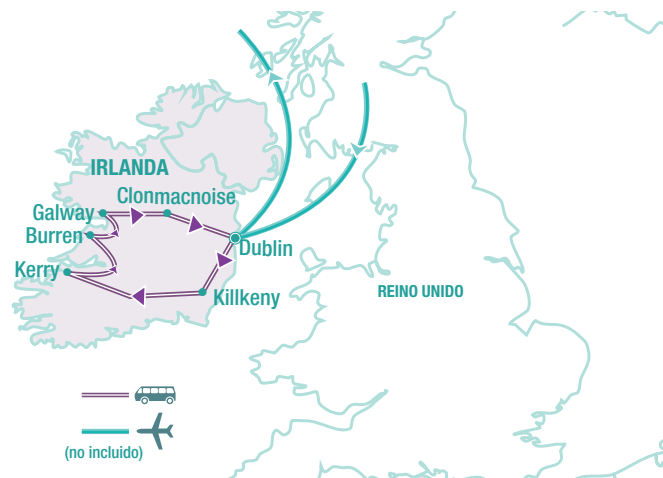 IRLANDA
Clonmacnoise
Galway
Burren
Dublin
Kerry
Killkeny
REINO UNIDO
(no incluido)